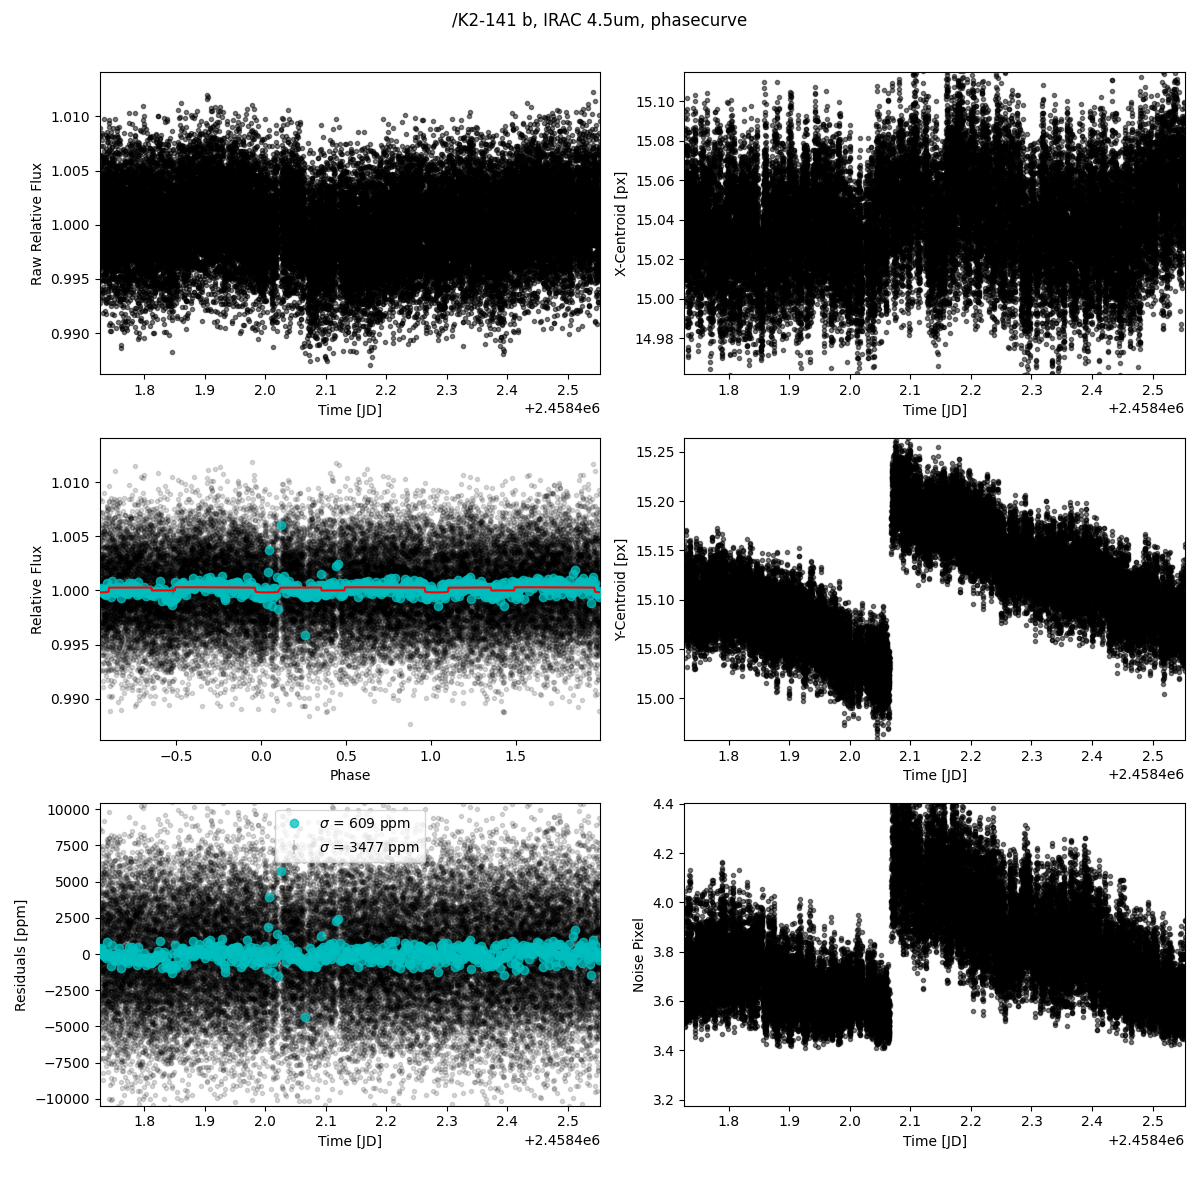 /K2-141 b, IRAC 4.5um, phasecurve
Raw Relative Flux
1.010
1.005
1.000
0.995
0.990
1.8 1.9 2.0 2.1 2.2 2.3 2.4 2.5
Time [JD]
+2.4584e6
X-Centroid [px]
15.10
15.08
15.06
15.04
15.02
15.00
14.98
1.8 1.9 2.0 2.1 2.2 2.3 2.4 2.5
Time [JD]
+2.4584e6
Relative Flux
1.010
1.005
1.000
0.995
0.990
−0.5 0.0 0.5 1.0 1.5
Phase
Y-Centroid [px]
15.25
15.20
15.15
15.10
15.05
15.00
1.8 1.9 2.0 2.1 2.2 2.3 2.4 2.5
Time [JD]
+2.4584e6
Residuals [ppm]
10000
7500
5000
2500
0
−2500
−5000
−7500
−10000
σ = 609 ppm
σ = 3477 ppm
1.8 1.9 2.0 2.1 2.2 2.3 2.4 2.5
Time [JD]
+2.4584e6
Noise Pixel
4.4
4.2
4.0
3.8
3.6
3.4
3.2
1.8 1.9 2.0 2.1 2.2 2.3 2.4 2.5
Time [JD]
+2.4584e6